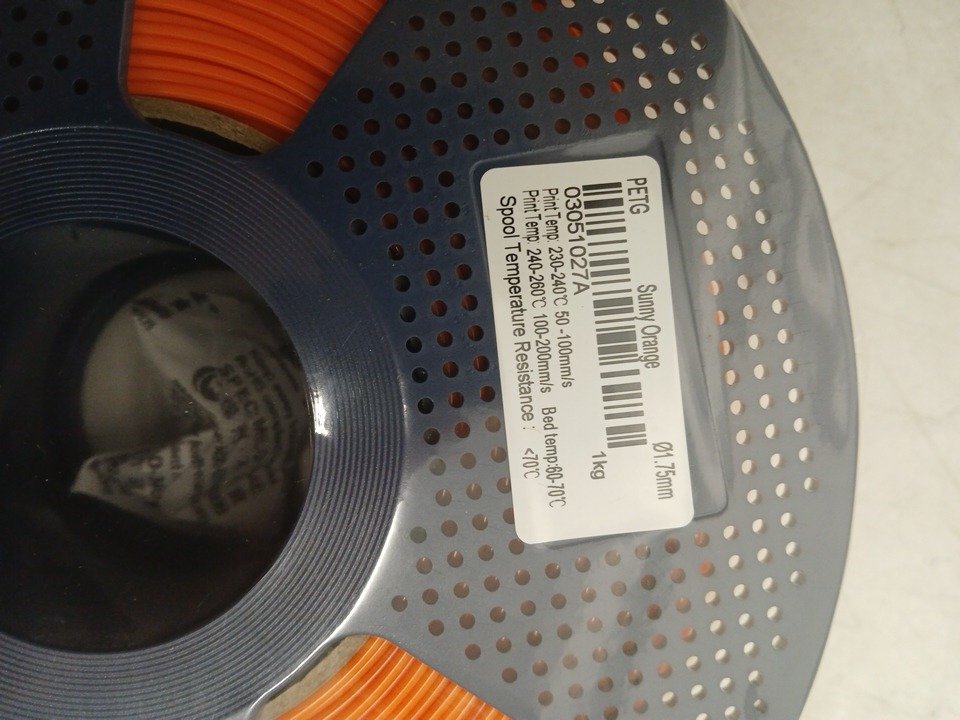 PETG Sunny Orange Ø1.75mm
1kg
03051027A
Print Temp: 230-240℃ 50-100mm/s
Print Temp: 240-260℃ 100-200mm/s Bed temp:60-70℃
Spool Temperature Resistance: <70℃